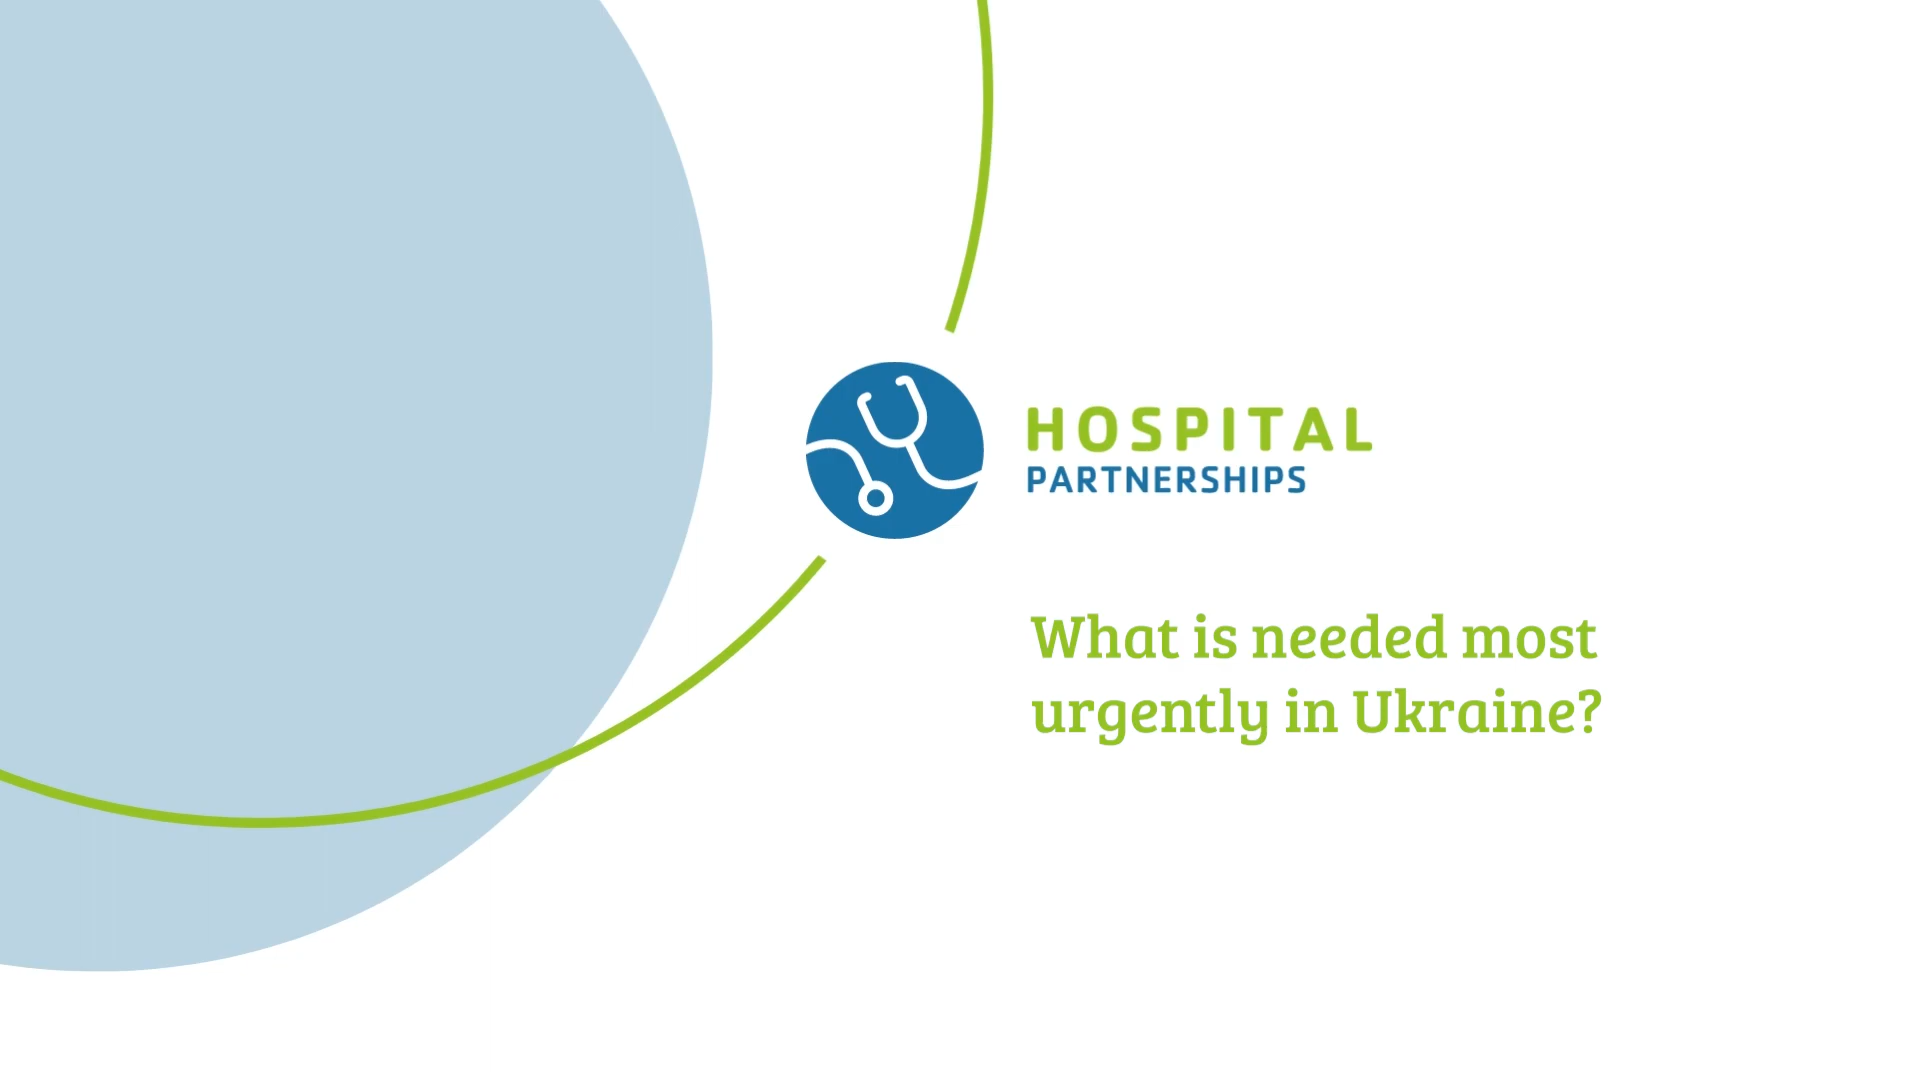 HOSPITAL
PARTNERSHIPS
What is needed most
urgently in Ukraine?